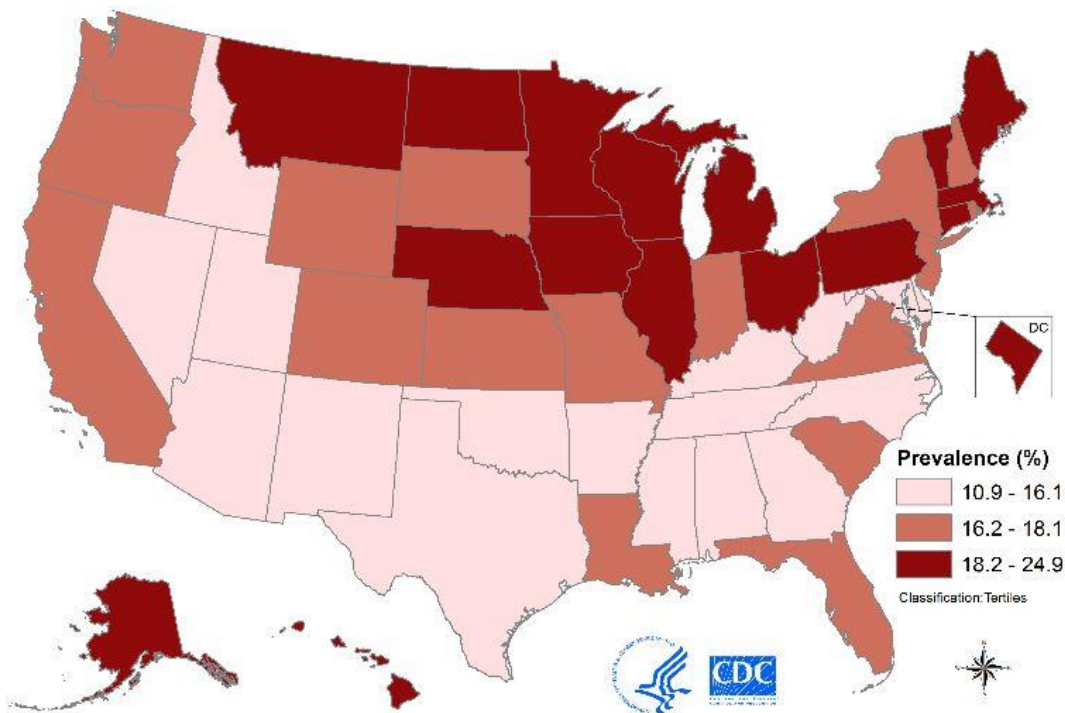 DC
Prevalence (%)
10.9 - 16.1
16.2 - 18.1
18.2 - 24.9
Classification:Tertiles
CDC